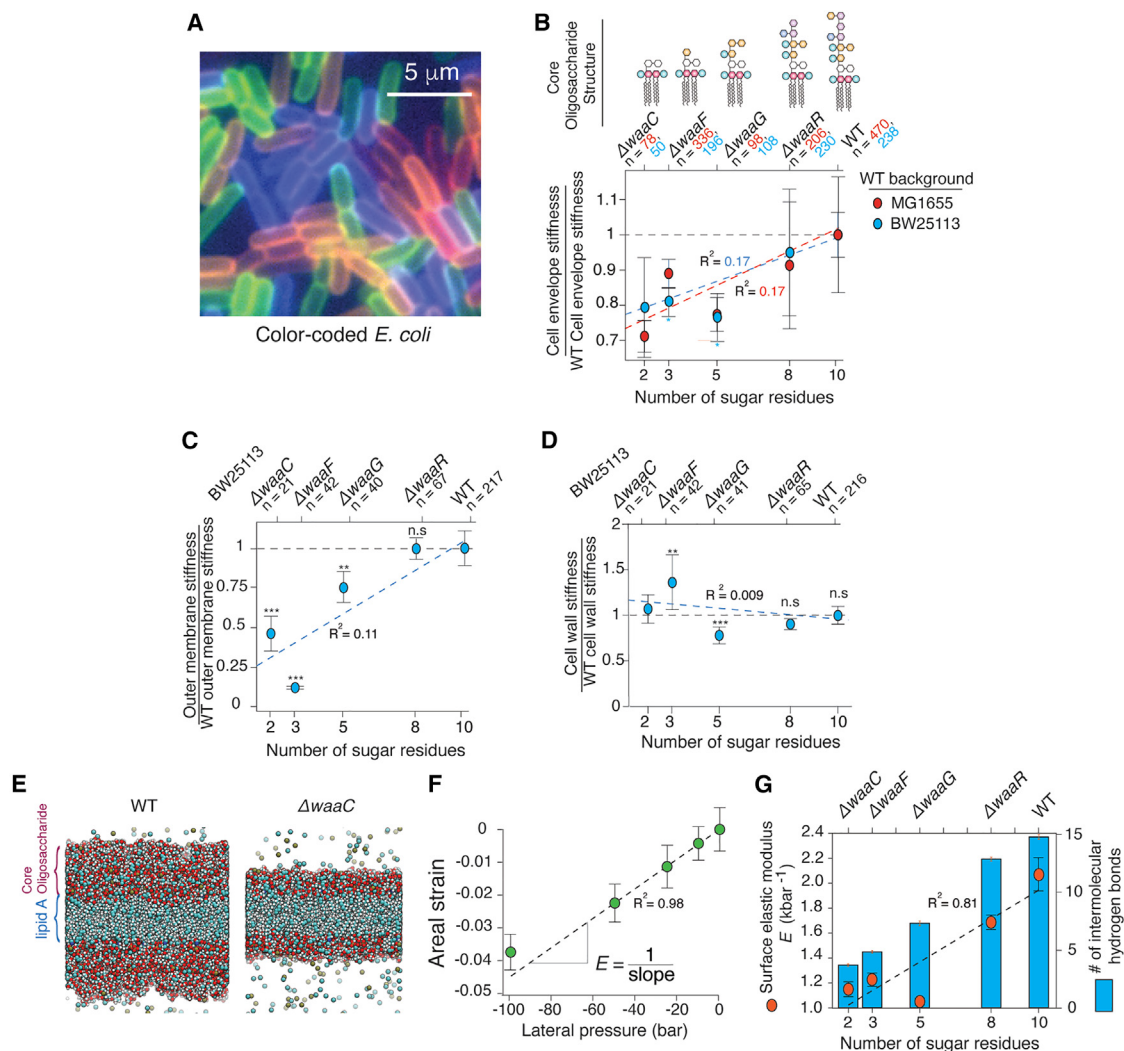 A
5 μm
Color-coded E. coli
B
Core
Oligosaccharide
Structure
ΔwaaC
n = 78,
50
ΔwaaF
n = 336,
196
ΔwaaG
n = 98,
108
ΔwaaR
n = 206,
230
WT
n = 470,
238
WT background
MG1655
BW25113
Cell envelope stiffnesss
WT Cell envelope stiffnesss
1.1
1
0.9
0.8
0.7
R2= 0.17
R2= 0.17
*
*
2 3 5 8 10
Number of sugar residues
C
BW25113
ΔwaaC
n = 21
ΔwaaF
n = 42
ΔwaaG
n = 40
ΔwaaR
n = 67
WT
n = 217
Outer membrane stiffness
WT outer membrane stiffness
1
0.75
0.5
0.25
0
***
***
**
n.s
R2= 0.11
2 3 5 8 10
Number of sugar residues
D
BW25113
ΔwaaC
n = 21
ΔwaaF
n = 42
ΔwaaG
n = 41
ΔwaaR
n = 65
WT
n = 216
Cell wall stiffness
WT cell wall stiffness
2
1.5
1
0.5
0
**
***
n.s
n.s
R2= 0.009
2 3 5 8 10
Number of sugar residues
E
WT
ΔwaaC
Core
Oligosaccharide
lipid A
F
Areal strain
0
-0.01
-0.02
-0.03
-0.04
-0.05
R2= 0.98
E = 1
slope
-100 -80 -60 -40 -20 0
Lateral pressure (bar)
G
ΔwaaC
ΔwaaF
ΔwaaG
ΔwaaR
WT
Surface elastic modulus
E (kbar-1)
2.4
2.2
2.0
1.8
1.6
1.4
1.2
1.0
R2= 0.81
15
10
5
0
# of intermolecular
hydrogen bonds
2 3 5 8 10
Number of sugar residues